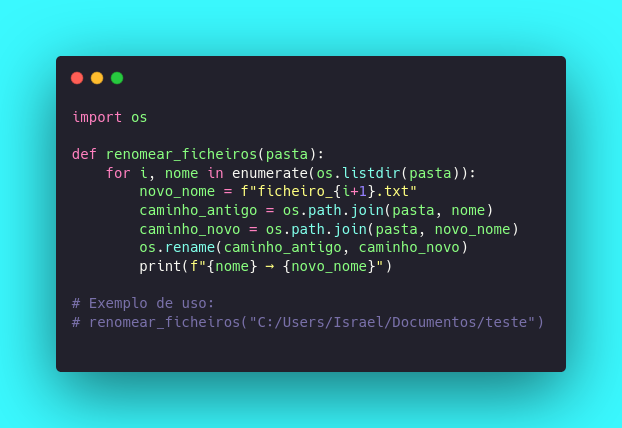 import os

def renomear_ficheiros(pasta):
    for i, nome in enumerate(os.listdir(pasta)):
        novo_nome = f"ficheiro_{i+1}.txt"
        caminho_antigo = os.path.join(pasta, nome)
        caminho_novo = os.path.join(pasta, novo_nome)
        os.rename(caminho_antigo, caminho_novo)
        print(f"{nome} → {novo_nome}")

# Exemplo de uso:
# renomear_ficheiros("C:/Users/Israel/Documentos/teste")